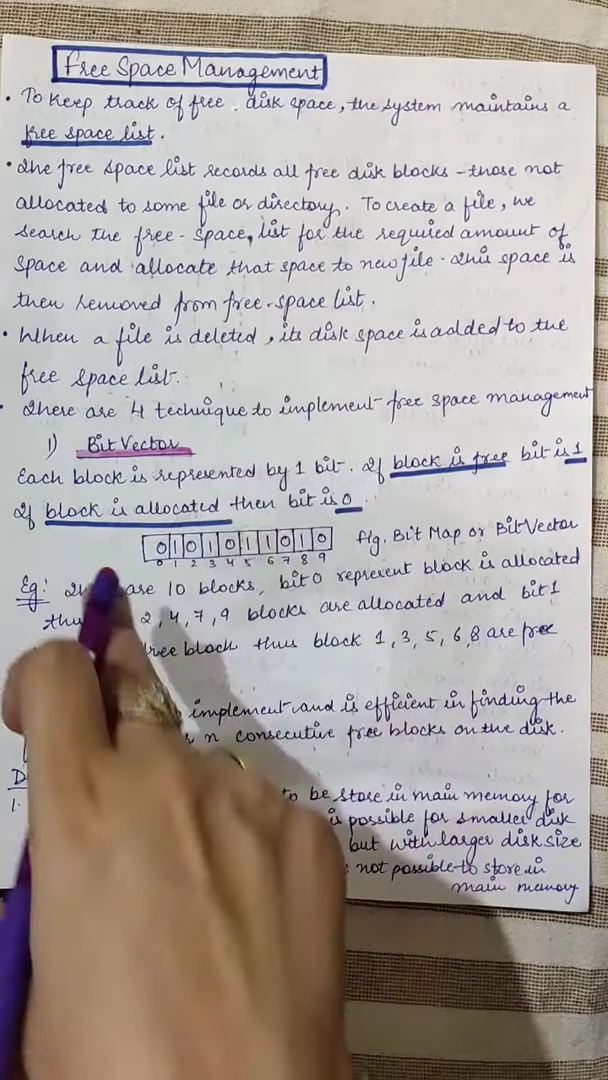 Free Space Management
• To keep track of free disk space, the system maintains a
free space list.
• The free space list records all free disk blocks - those not
allocated to some file or directory. To create a file, we
search the free-space list for the required amount of
space and allocate that space to new file. This space is
then removed from free-space list.
• When a file is deleted, its disk space is added to the
free space list.
• There are 4 technique to implement free space management
1) Bit Vector
Each block is represented by 1 bit. If block is free bit is 1
If block is allocated then bit is 0.
0 1 0 1 0 1 1 0 1 0 fig. Bit Map or Bit Vector
0 1 2 3 4 5 6 7 8 9
Eg: are 10 blocks, bit 0 represent block is allocated
2, 4, 7, 9 blocks are allocated and bit 1
block thus block 1, 3, 5, 6, 8 are free
implement and is efficient in finding the
n consecutive free blocks on the disk.
D
1. to be store in main memory for
is possible for smaller disk
but with larger disk size
not possible to store in
main memory